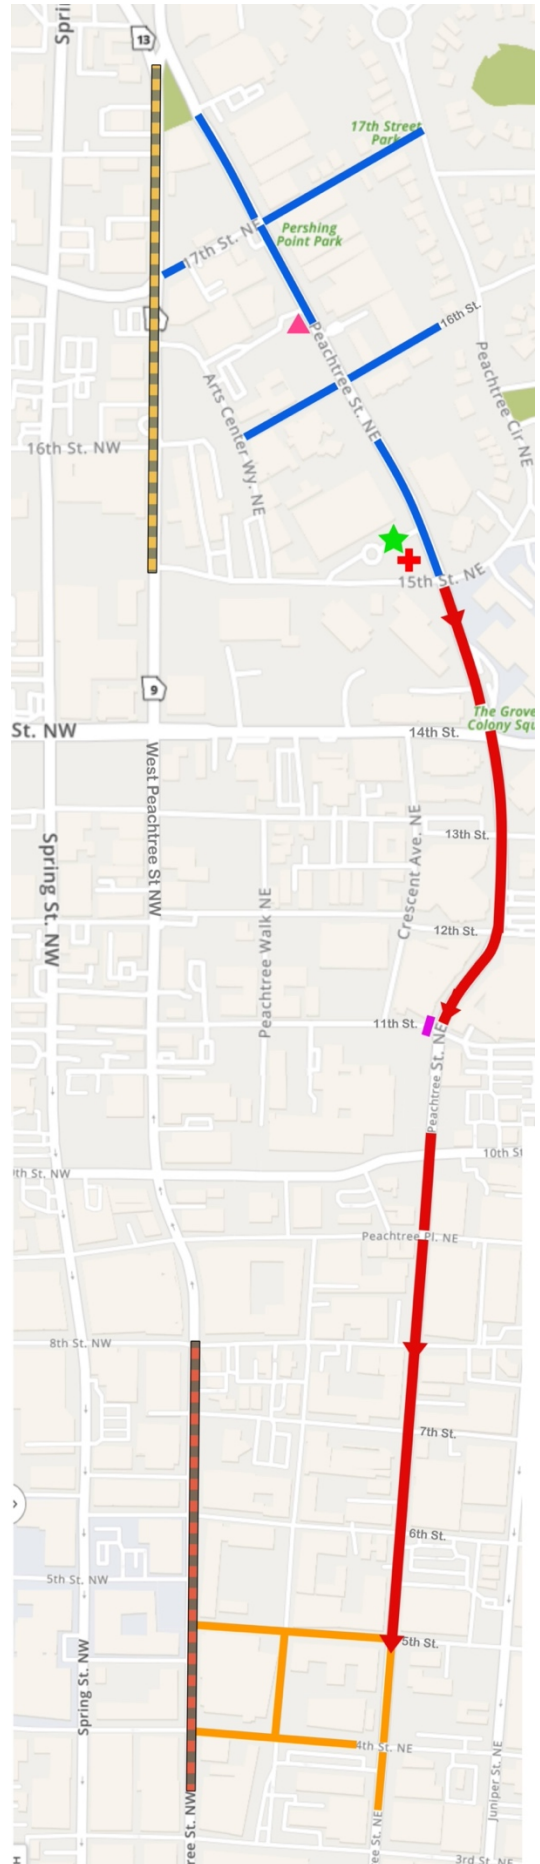 Spri
13
17th Street
Park
17th St. NE
Pershing
Point Park
16th St.
Peachtree St. NE
Peachtree Cir NE
Arts Center Wy. NE
16th St. NW
15th St. NE
9
The Grove
Colony Squ
St. NW
14th St.
West Peachtree St NW
Crescent Ave. NE
13th St.
Spring St. NW
Peachtree Walk NE
12th St.
11th St.
Peachtree St. NE
10th St
th St. NW
Peachtree Pl. NE
8th St. NW
7th St.
6th St.
5th St. NW
5th St.
Spring St. NW
4th St. NE
Juniper St. NE
ree St. NW
ee St. NE
3rd St. NE
H